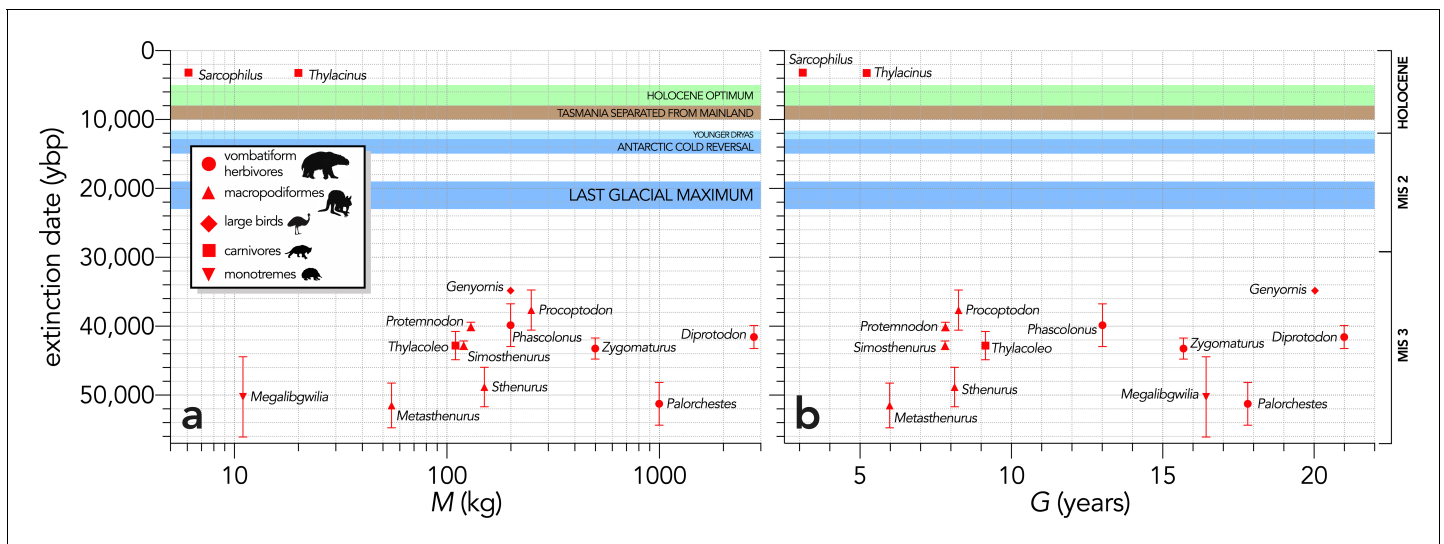 0
10,000
20,000
30,000
40,000
50,000
extinction date (ybp)
Sarcophilus
Thylacinus
HOLOCENE OPTIMUM
TASMANIA SEPARATED FROM MAINLAND
YOUNGER DRYAS
ANTARCTIC COLD REVERSAL
LAST GLACIAL MAXIMUM
vombatiform
herbivores
macropodiformes
large birds
carnivores
monotremes
Genyornis
Procoptodon
Protemnodon
Phascolonus
Diprotodon
Thylacoleo
Zygomaturus
Simosthenurus
Sthenurus
Megalibgwilia
Palorchestes
Metasthenurus
a
10
100
1000
M (kg)
Sarcophilus
Thylacinus
Genyornis
Procoptodon
Protemnodon
Phascolonus
Diprotodon
Simosthenurus
Thylacoleo
Zygomaturus
Sthenurus
Megalibgwilia
Palorchestes
Metasthenurus
b
5
10
15
20
G (years)
HOLOCENE
MIS 2
MIS 3